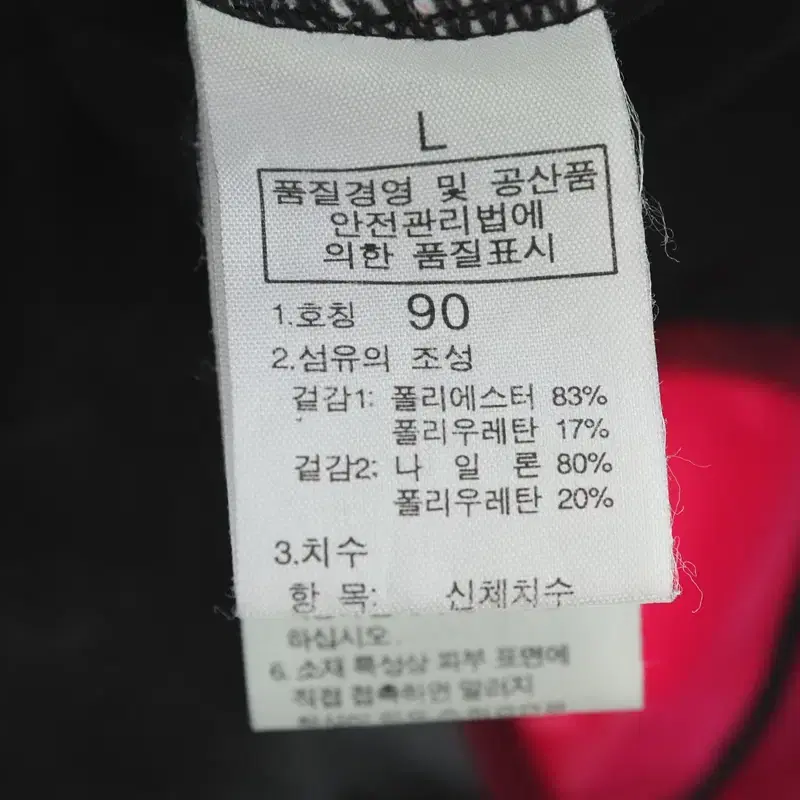 L
품질경영 및 공산품
안전관리법에
의한 품질표시
1.호칭 90
2.섬유의 조성
겉감1: 폴리에스터 83%
폴리우레탄 17%
겉감2: 나 일 론 80%
폴리우레탄 20%
3.치수
항 목: 신체치수
하십시오.
6. 소재 특성상 피부 표면에
직접 접촉하면 알러지